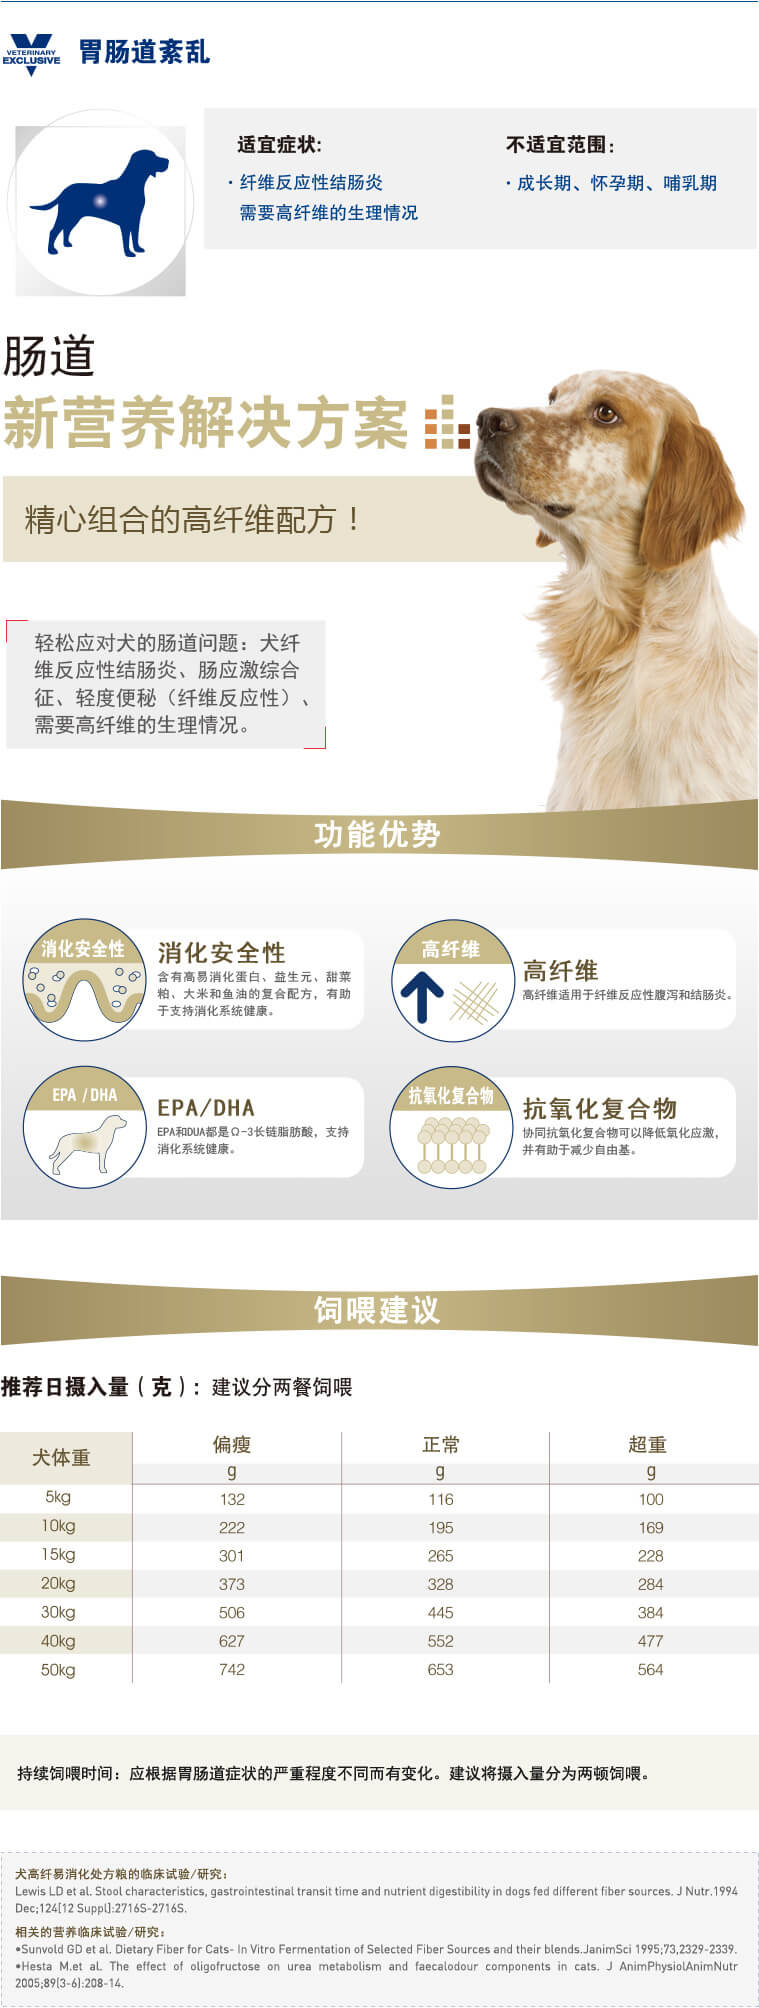 VETERINARY
EXCLUSIVE
胃肠道紊乱
适宜症状:
· 纤维反应性结肠炎
需要高纤维的生理情况
不适宜范围：
· 成长期、怀孕期、哺乳期
肠道
新营养解决方案
精心组合的高纤维配方！
轻松应对犬的肠道问题：犬纤
维反应性结肠炎、肠应激综合
征、轻度便秘（纤维反应性）、
需要高纤维的生理情况。
功能优势
消化安全性
消化安全性
含有高易消化蛋白、益生元、甜菜
粕、大米和鱼油的复合配方，有助
于支持消化系统健康。
高纤维
高纤维
高纤维适用于纤维反应性腹泻和结肠炎。
EPA / DHA
EPA/DHA
EPA和DUA都是Ω-3长链脂肪酸，支持
消化系统健康。
抗氧化复合物
抗氧化复合物
协同抗氧化复合物可以降低氧化应激，
并有助于减少自由基。
饲喂建议
推荐日摄入量（克）：建议分两餐饲喂
犬体重 偏瘦 正常 超重
g g g
5kg 132 116 100
10kg 222 195 169
15kg 301 265 228
20kg 373 328 284
30kg 506 445 384
40kg 627 552 477
50kg 742 653 564
持续饲喂时间：应根据胃肠道症状的严重程度不同而有变化。建议将摄入量分为两顿饲喂。
犬高纤易消化处方粮的临床试验/研究：
Lewis LD et al. Stool characteristics, gastrointestinal transit time and nutrient digestibility in dogs fed different fiber sources. J Nutr.1994
Dec;124[12 Suppl]:2716S-2716S.
相关的营养临床试验/研究：
•Sunvold GD et al. Dietary Fiber for Cats- In Vitro Fermentation of Selected Fiber Sources and their blends.JanimSci 1995;73,2329-2339.
•Hesta M.et al. The effect of oligofructose on urea metabolism and faecalodour components in cats. J AnimPhysiolAnimNutr
2005;89(3-6):208-14.